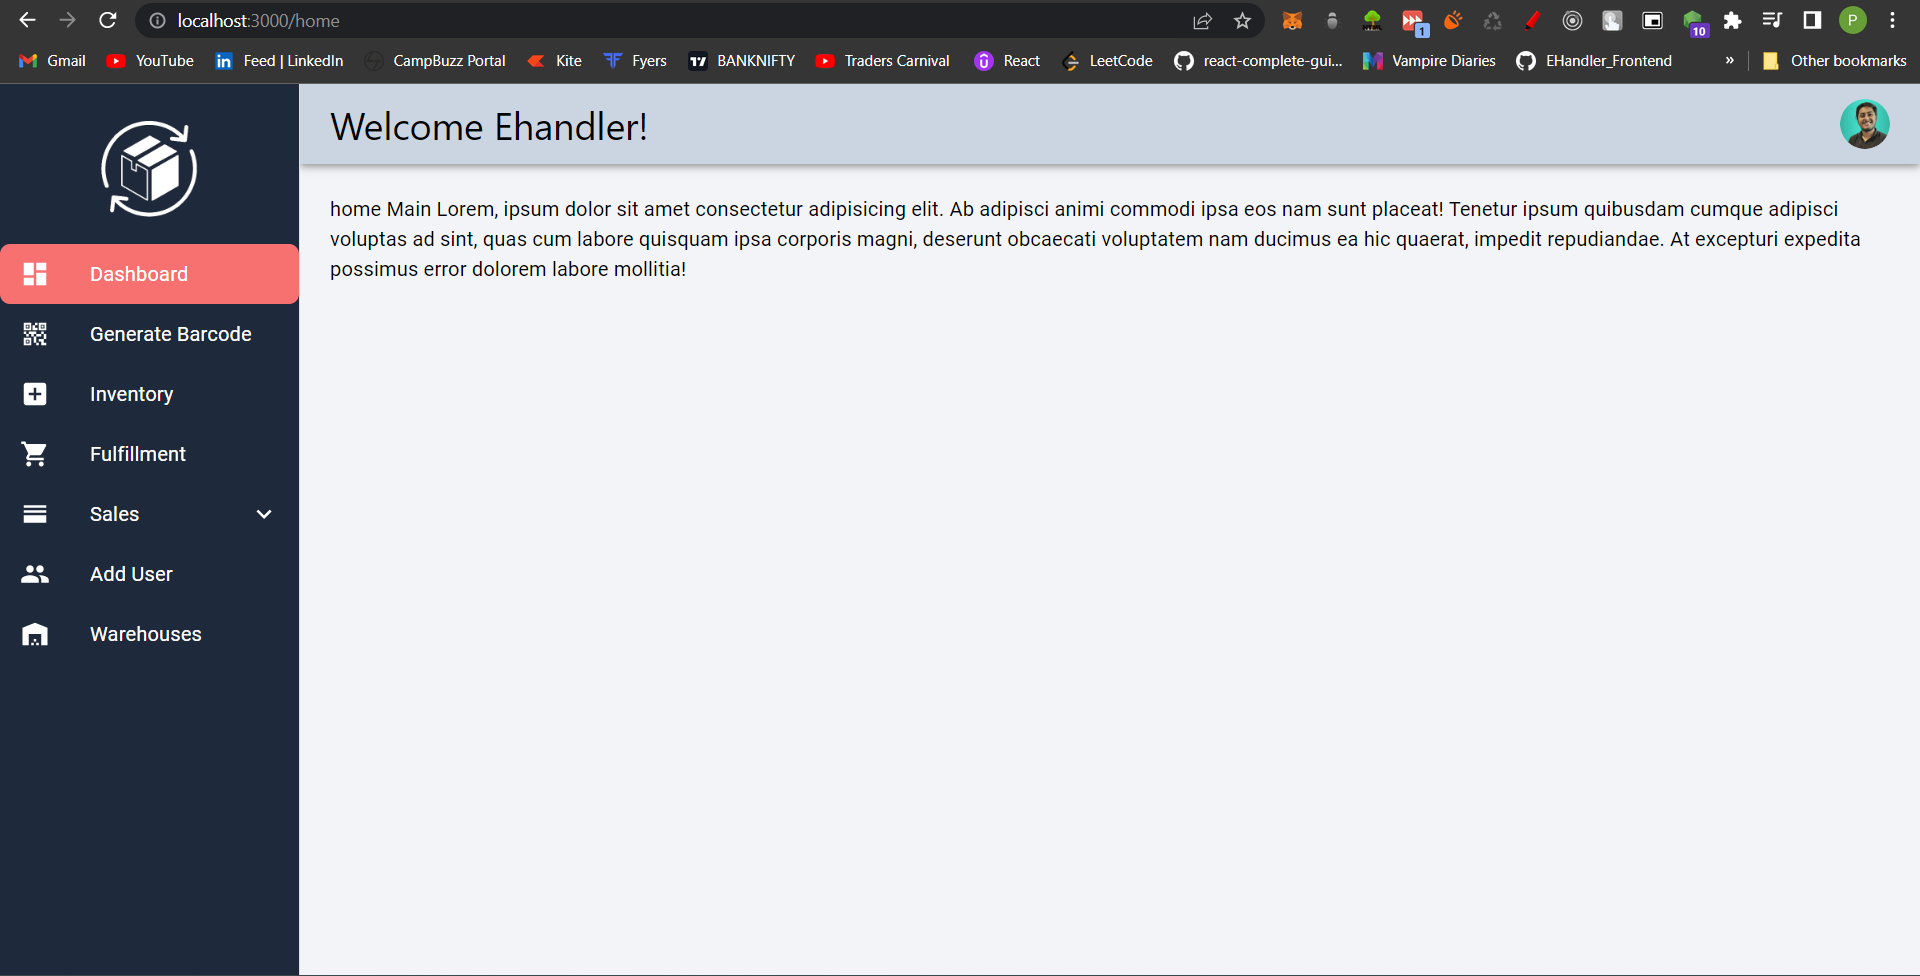 localhost:3000/home
1
10
P
Gmail YouTube Feed | LinkedIn CampBuzz Portal Kite Fyers BANKNIFTY Traders Carnival React LeetCode react-complete-gui... Vampire Diaries EHandler_Frontend » Other bookmarks
Welcome Ehandler!
Dashboard
Generate Barcode
Inventory
Fulfillment
Sales
Add User
Warehouses
home Main Lorem, ipsum dolor sit amet consectetur adipisicing elit. Ab adipisci animi commodi ipsa eos nam sunt placeat! Tenetur ipsum quibusdam cumque adipisci
voluptas ad sint, quas cum labore quisquam ipsa corporis magni, deserunt obcaecati voluptatem nam ducimus ea hic quaerat, impedit repudiandae. At excepturi expedita
possimus error dolorem labore mollitia!